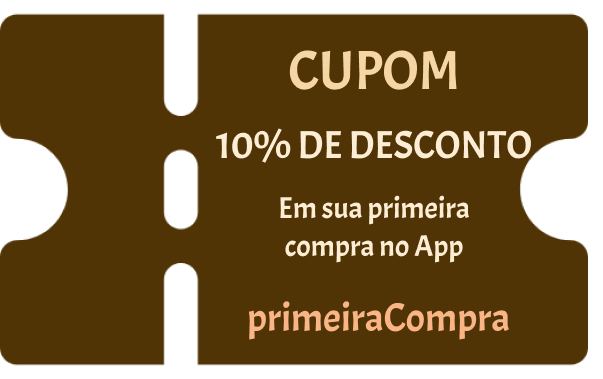 CUPOM
10% DE DESCONTO
Em sua primeira
compra no App
primeiraCompra